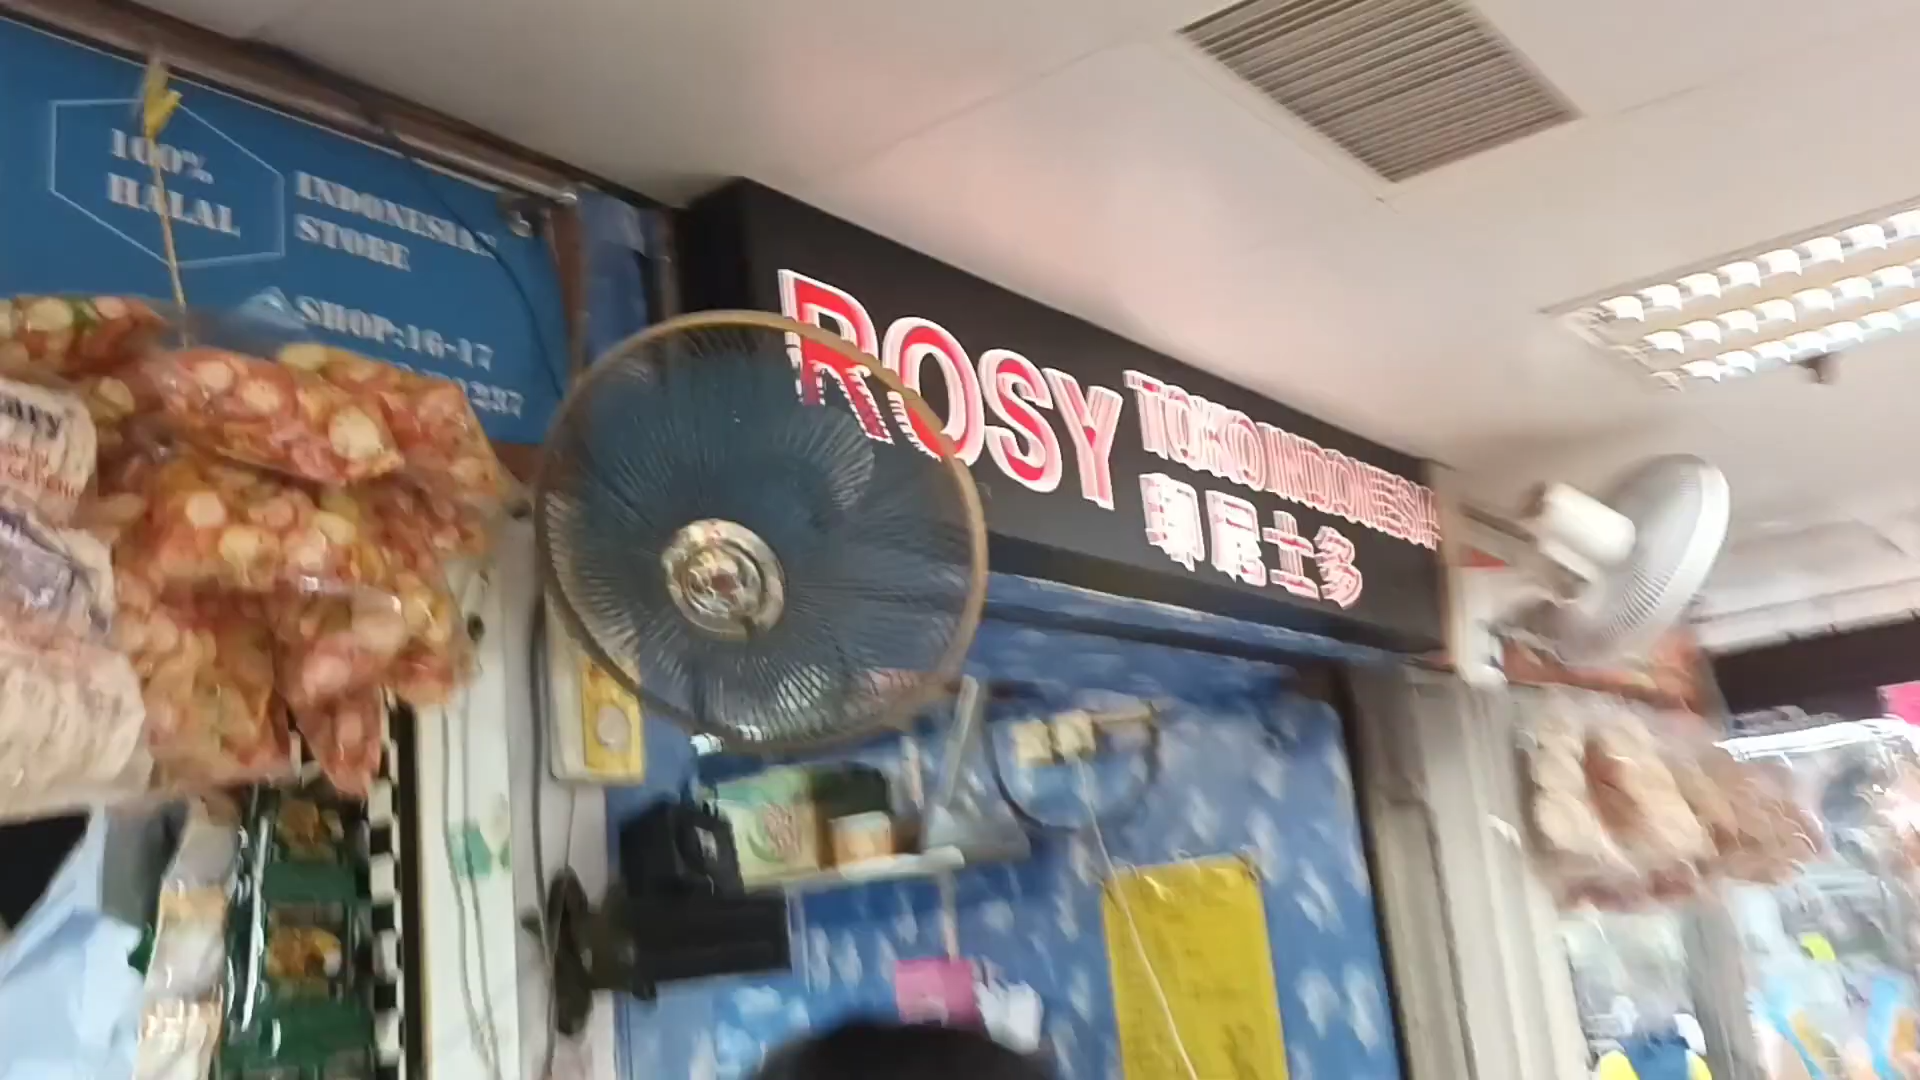 100%
HALAL
INDONESIAN
STORE
SHOP:16-17
ROSY
TOKO INDONESIA
印尼士多